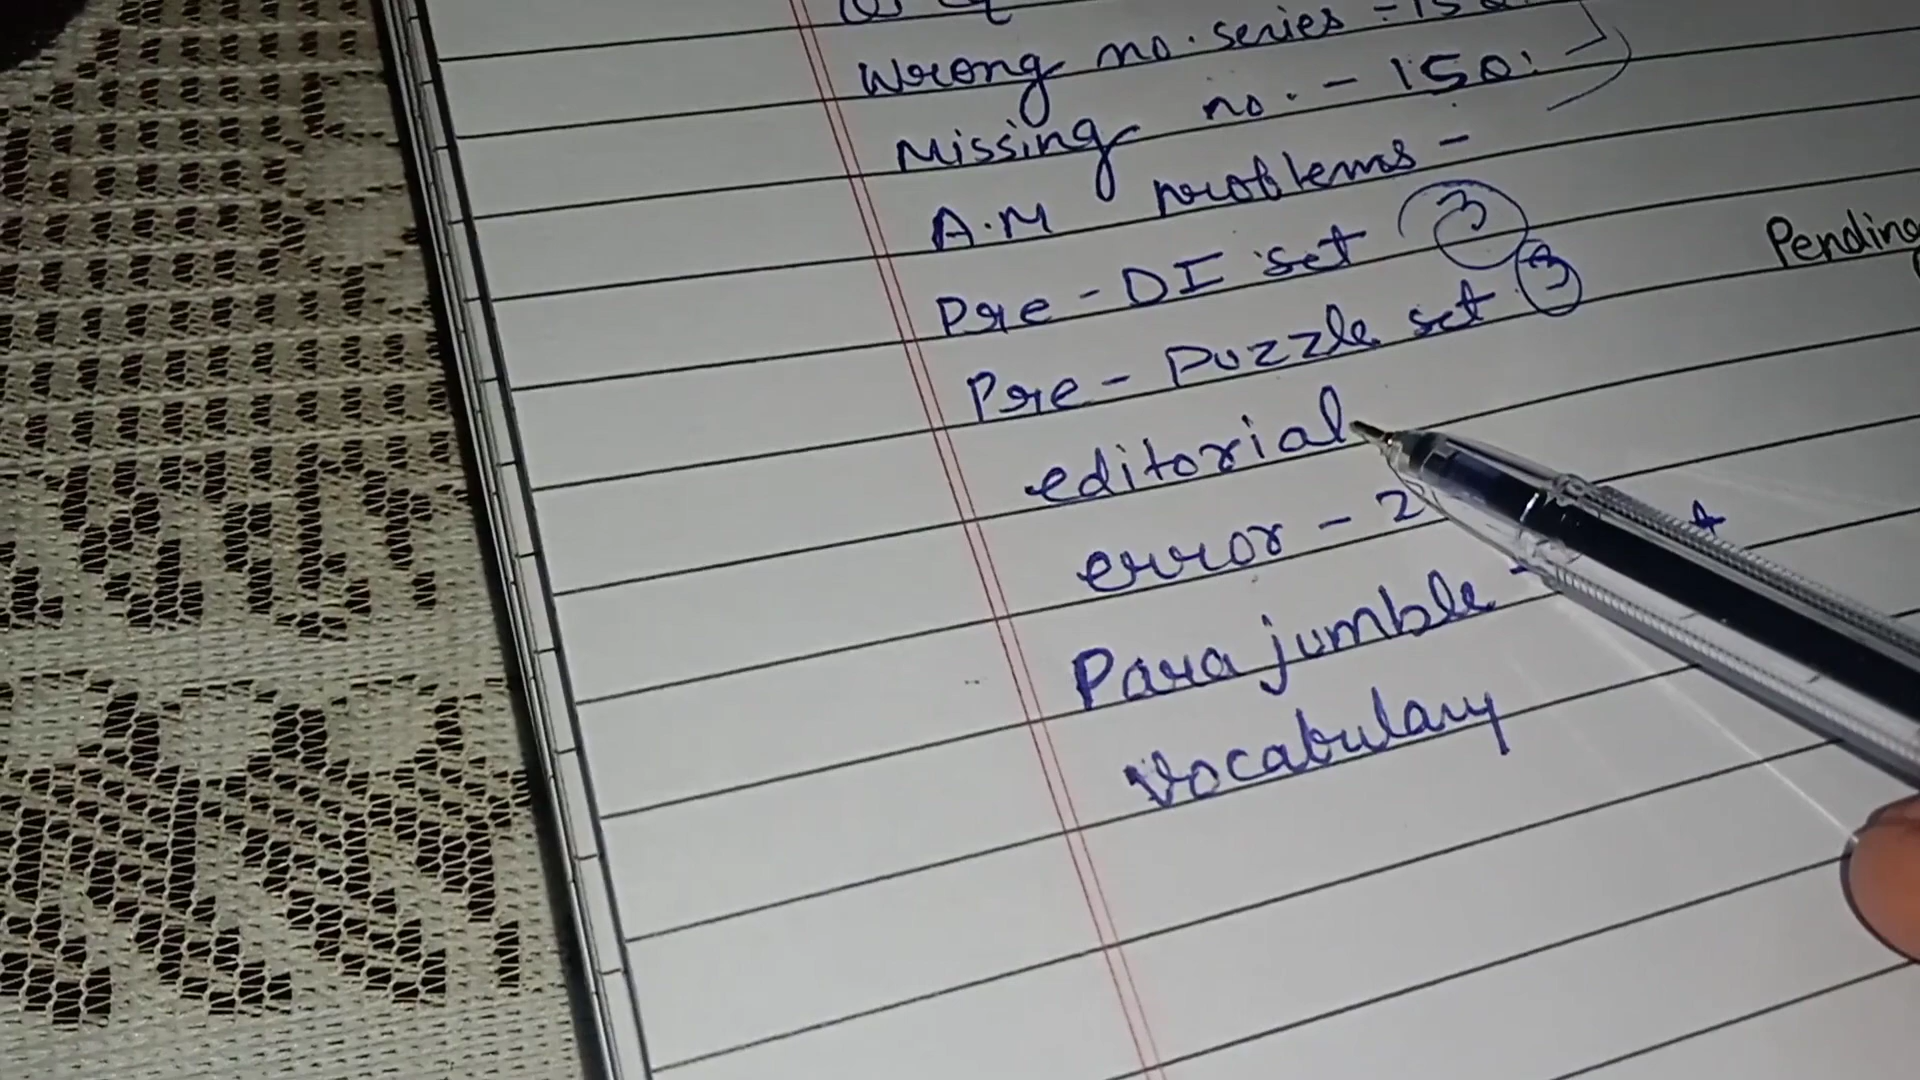 Wrong no. series - 150
Missing no. - 150.
A.M problems -
Pre - DI set 3
Pre - Puzzle set 3
Pending
editorial
error - 2
Para jumble -
Vocabulary